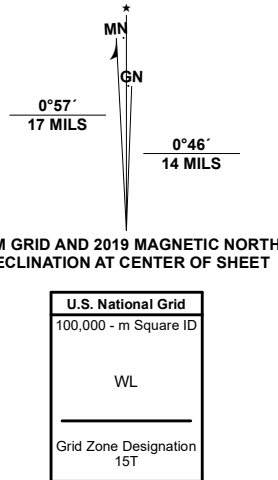 MN
GN
0°57´
17 MILS
0°46´
14 MILS
M GRID AND 2019 MAGNETIC NORTH
ECLINATION AT CENTER OF SHEET
U.S. National Grid
100,000 - m Square ID
WL
Grid Zone Designation
15T